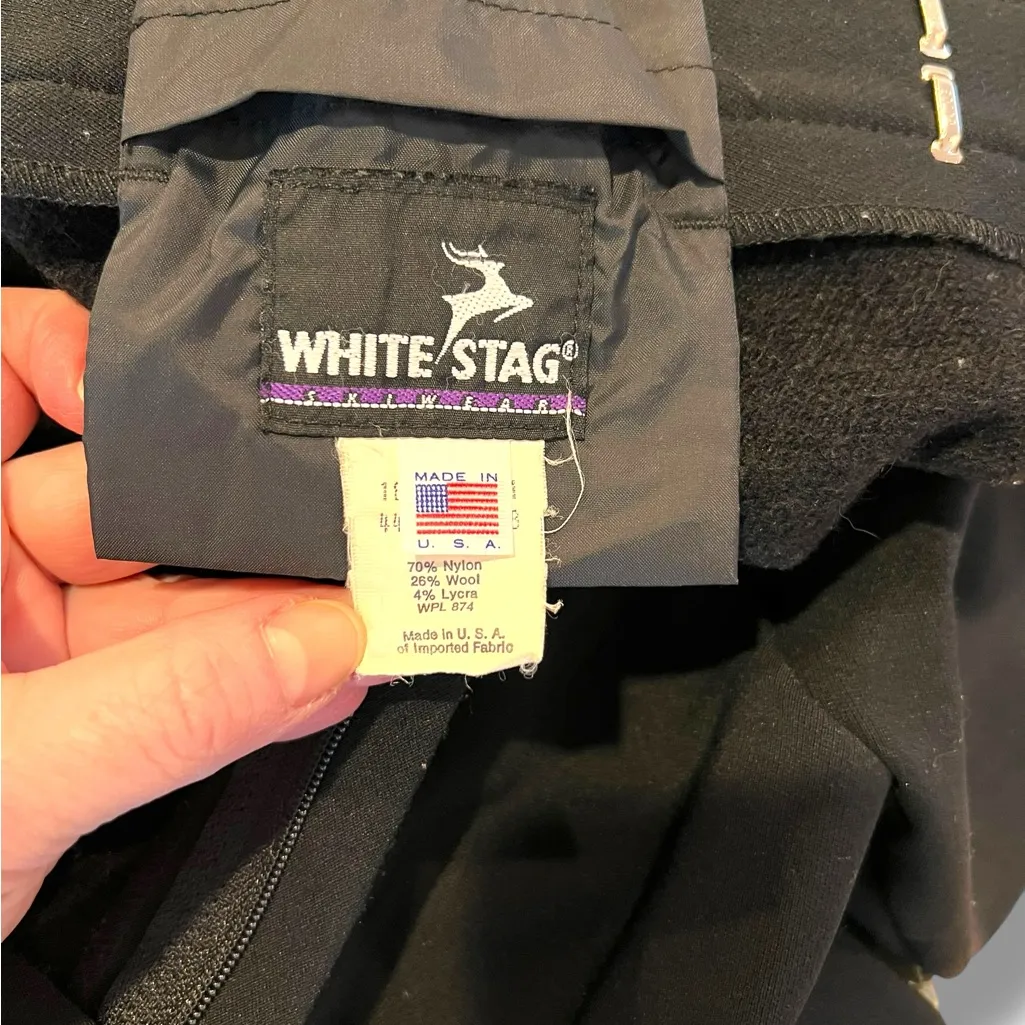 WHITE STAG®
SKIWEAR
MADE IN
U. S. A.
70% Nylon
26% Wool
4% Lycra
WPL 874
Made in U. S. A.
of Imported Fabric